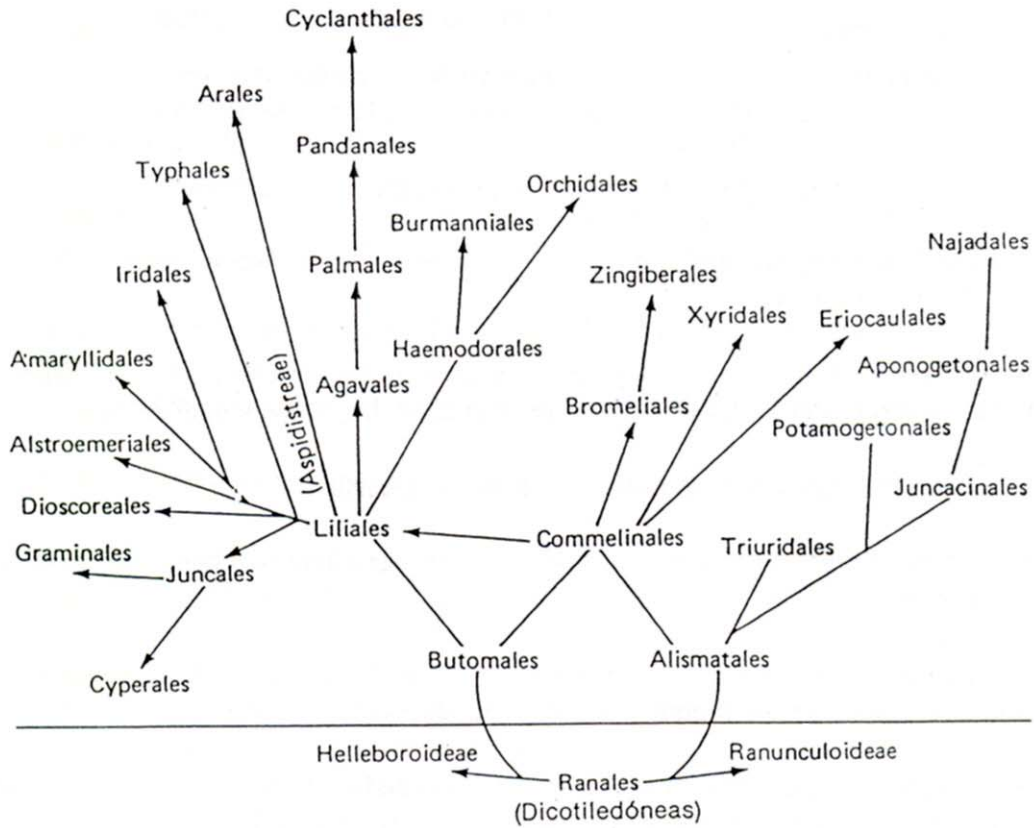 Cyclanthales
Arales
Pandanales
Typhales
Orchidales
Burmanniales
Najadales
Palmales
Iridales
Zingiberales
Xyridales
Eriocaulales
Haemodorales
Amaryllidales
Aponogetonales
Agavales
(Aspidistreae)
Bromeliales
Potamogetonales
Alstroemeriales
Juncacinales
Dioscoreales
Liliales
Commelinales
Triuridales
Graminales
Juncales
Butomales
Alismatales
Cyperales
Helleboroideae
Ranunculoideae
Ranales
(Dicotiledóneas)